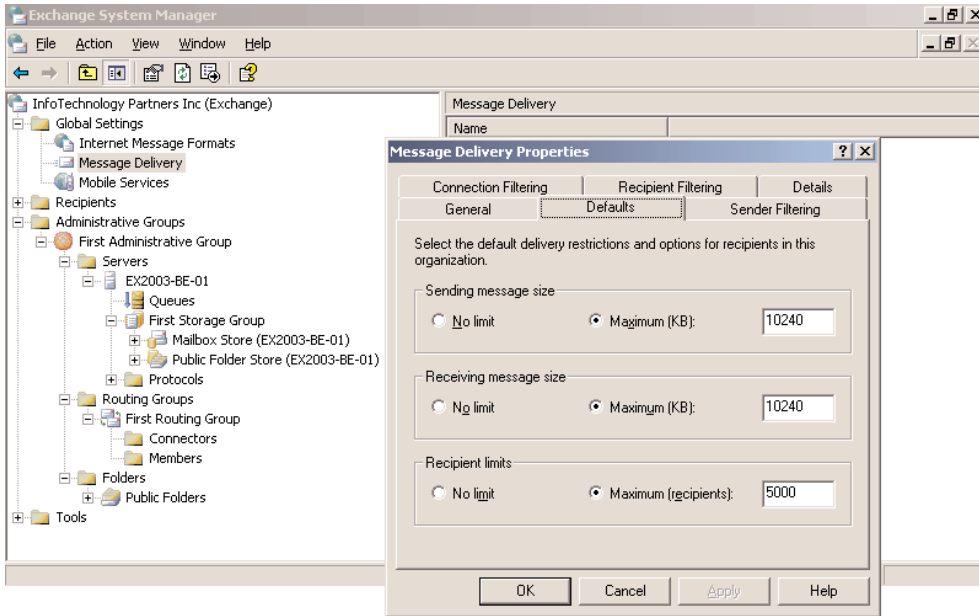 Exchange System Manager
File Action View Window Help
InfoTechnology Partners Inc (Exchange)
Global Settings
Internet Message Formats
Message Delivery
Mobile Services
Recipients
Administrative Groups
First Administrative Group
Servers
EX2003-BE-01
Queues
First Storage Group
Mailbox Store (EX2003-BE-01)
Public Folder Store (EX2003-BE-01)
Protocols
Routing Groups
First Routing Group
Connectors
Members
Folders
Public Folders
Tools
Message Delivery
Name
Message Delivery Properties
Connection Filtering Recipient Filtering Details
General Defaults Sender Filtering
Select the default delivery restrictions and options for recipients in this
organization.
Sending message size
No limit Maximum (KB): 10240
Receiving message size
No limit Maximum (KB): 10240
Recipient limits
No limit Maximum (recipients): 5000
OK Cancel Apply Help